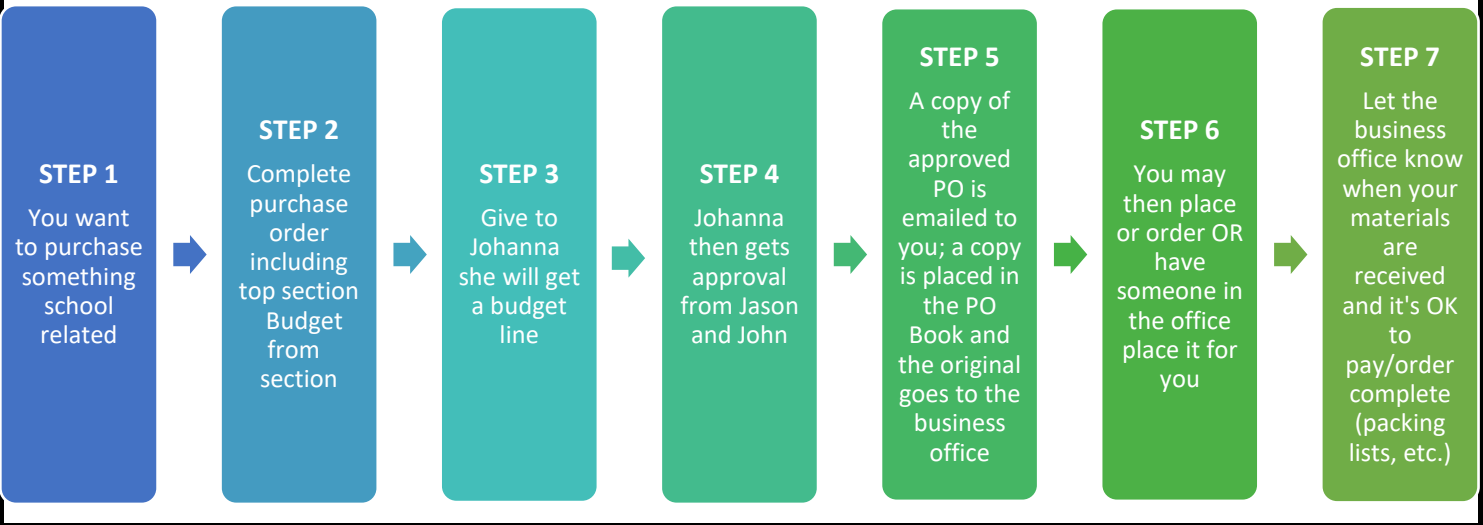 STEP 1
You want
to purchase
something
school
related
STEP 2
Complete
purchase
order
including
top section
Budget
from
section
STEP 3
Give to
Johanna
she will get
a budget
line
STEP 4
Johanna
then gets
approval
from Jason
and John
STEP 5
A copy of
the
approved
PO is
emailed to
you; a copy
is placed in
the PO
Book and
the original
goes to the
business
office
STEP 6
You may
then place
or order OR
have
someone in
the office
place it for
you
STEP 7
Let the
business
office know
when your
materials
are
received
and it's OK
to
pay/order
complete
(packing
lists, etc.)